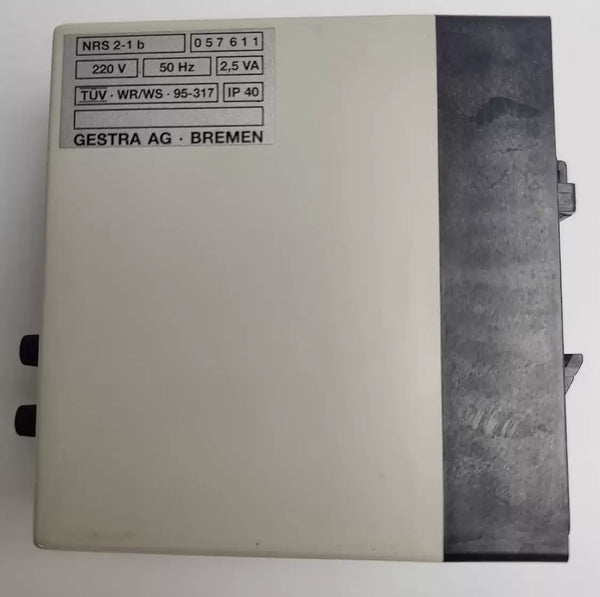 NRS 2-1 b 057611
220 V 50 Hz 2,5 VA
TÜV · WR/WS · 95-317 IP 40
GESTRA AG · BREMEN